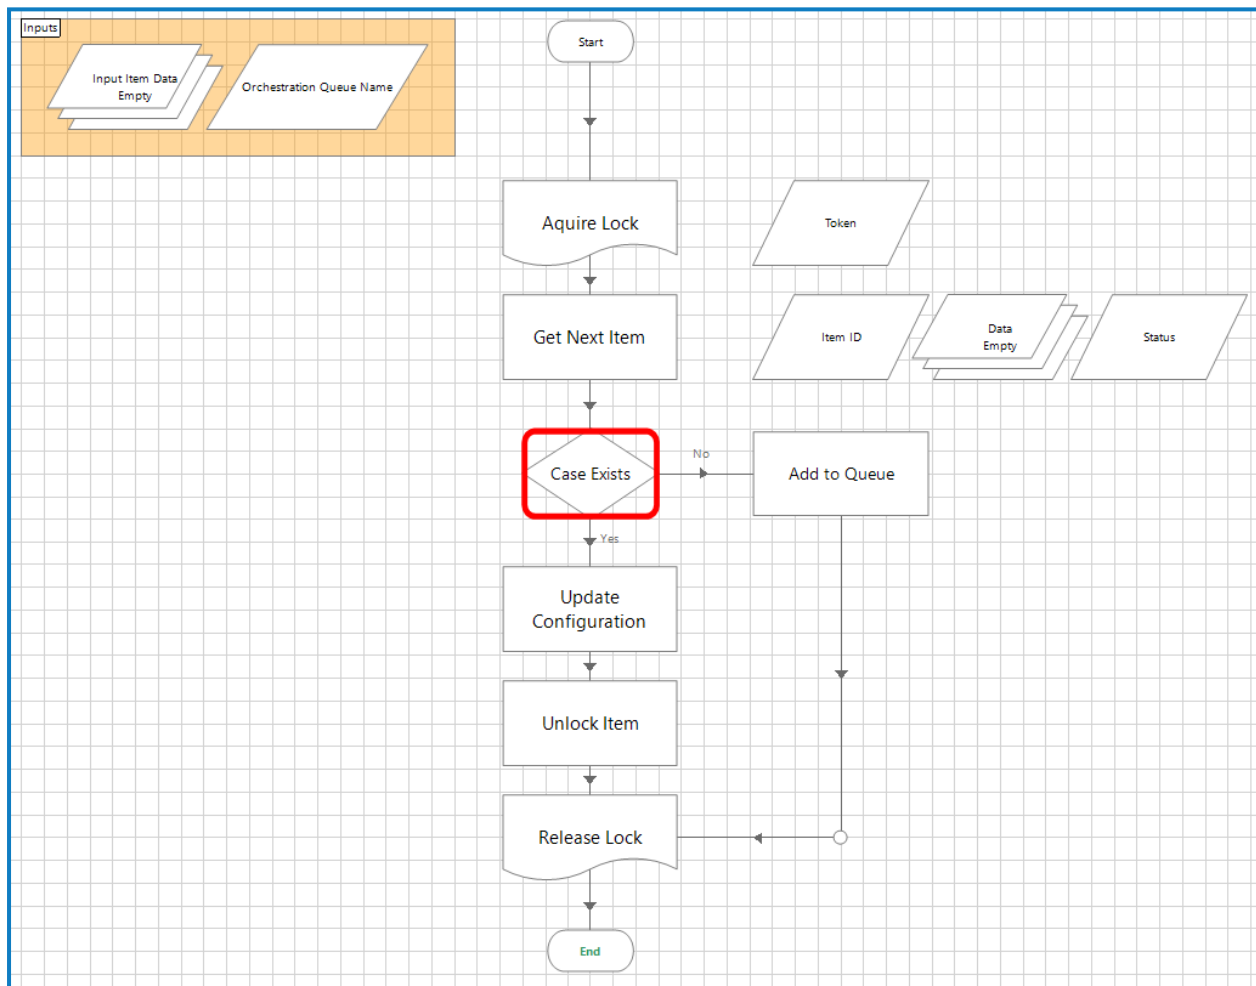 Inputs
Input Item Data
Empty
Orchestration Queue Name
Start
Aquire Lock
Token
Get Next Item
Item ID
Data
Empty
Status
Case Exists
No
Add to Queue
Yes
Update
Configuration
Unlock Item
Release Lock
End